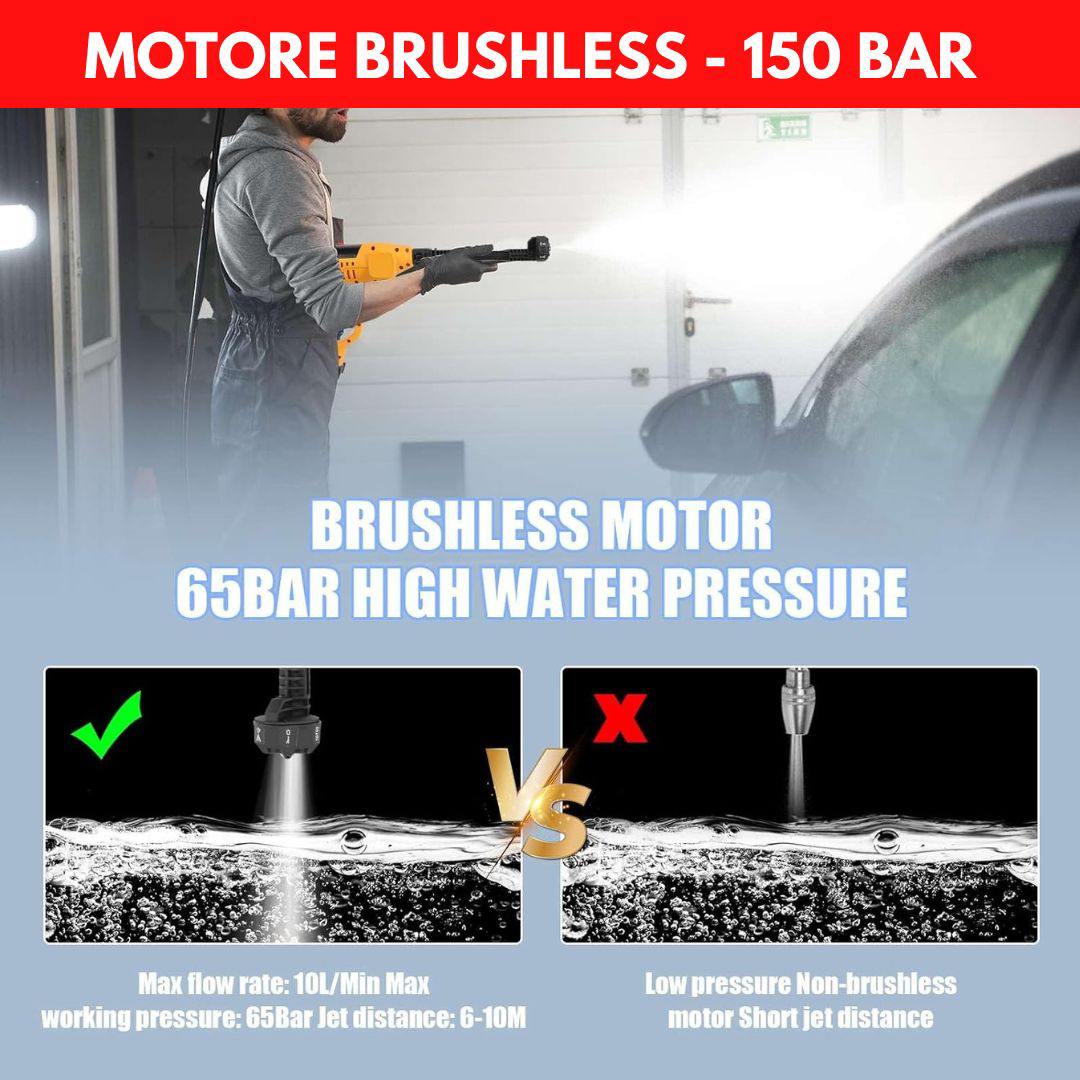 MOTORE BRUSHLESS - 150 BAR
BRUSHLESS MOTOR
65BAR HIGH WATER PRESSURE
VS
Max flow rate: 10L/Min Max
working pressure: 65Bar Jet distance: 6-10M
Low pressure Non-brushless
motor Short jet distance